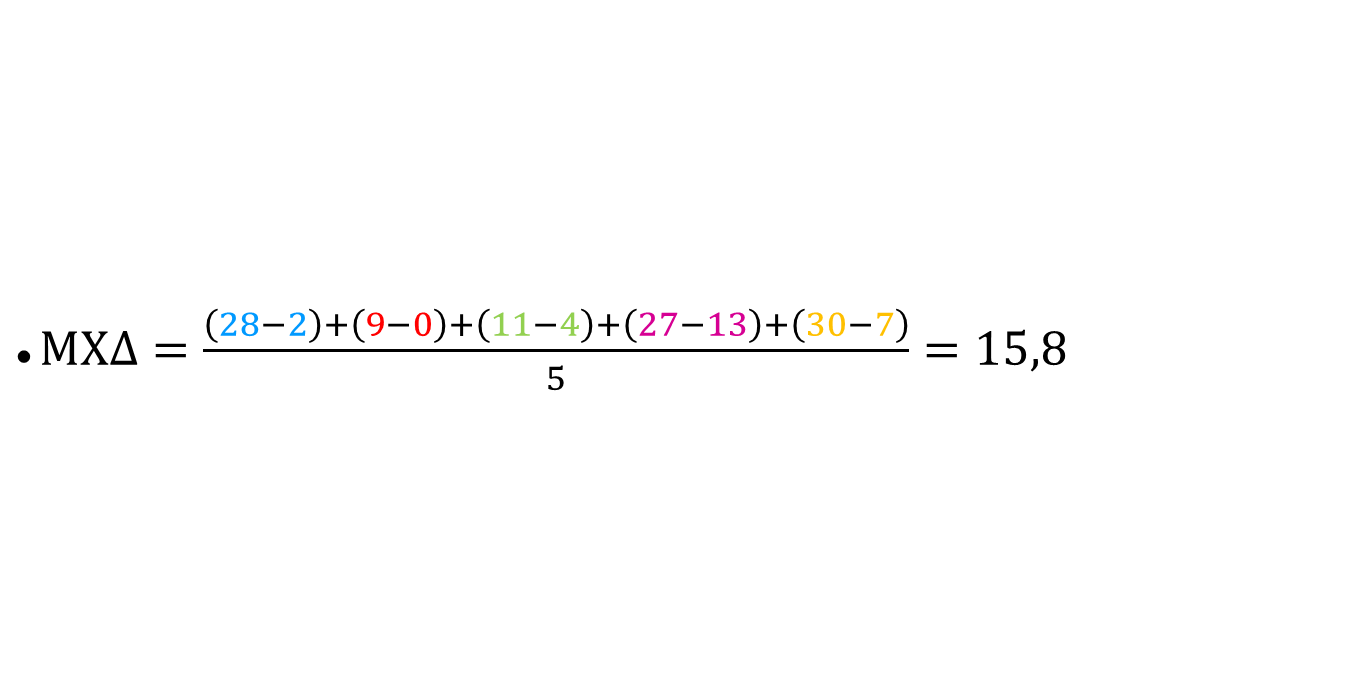 • ΜΧΔ = (28−2)+(9−0)+(11−4)+(27−13)+(30−7) / 5 = 15,8